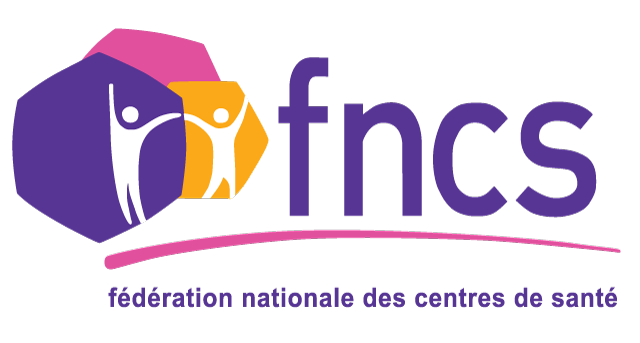 fncs
fédération nationale des centres de santé